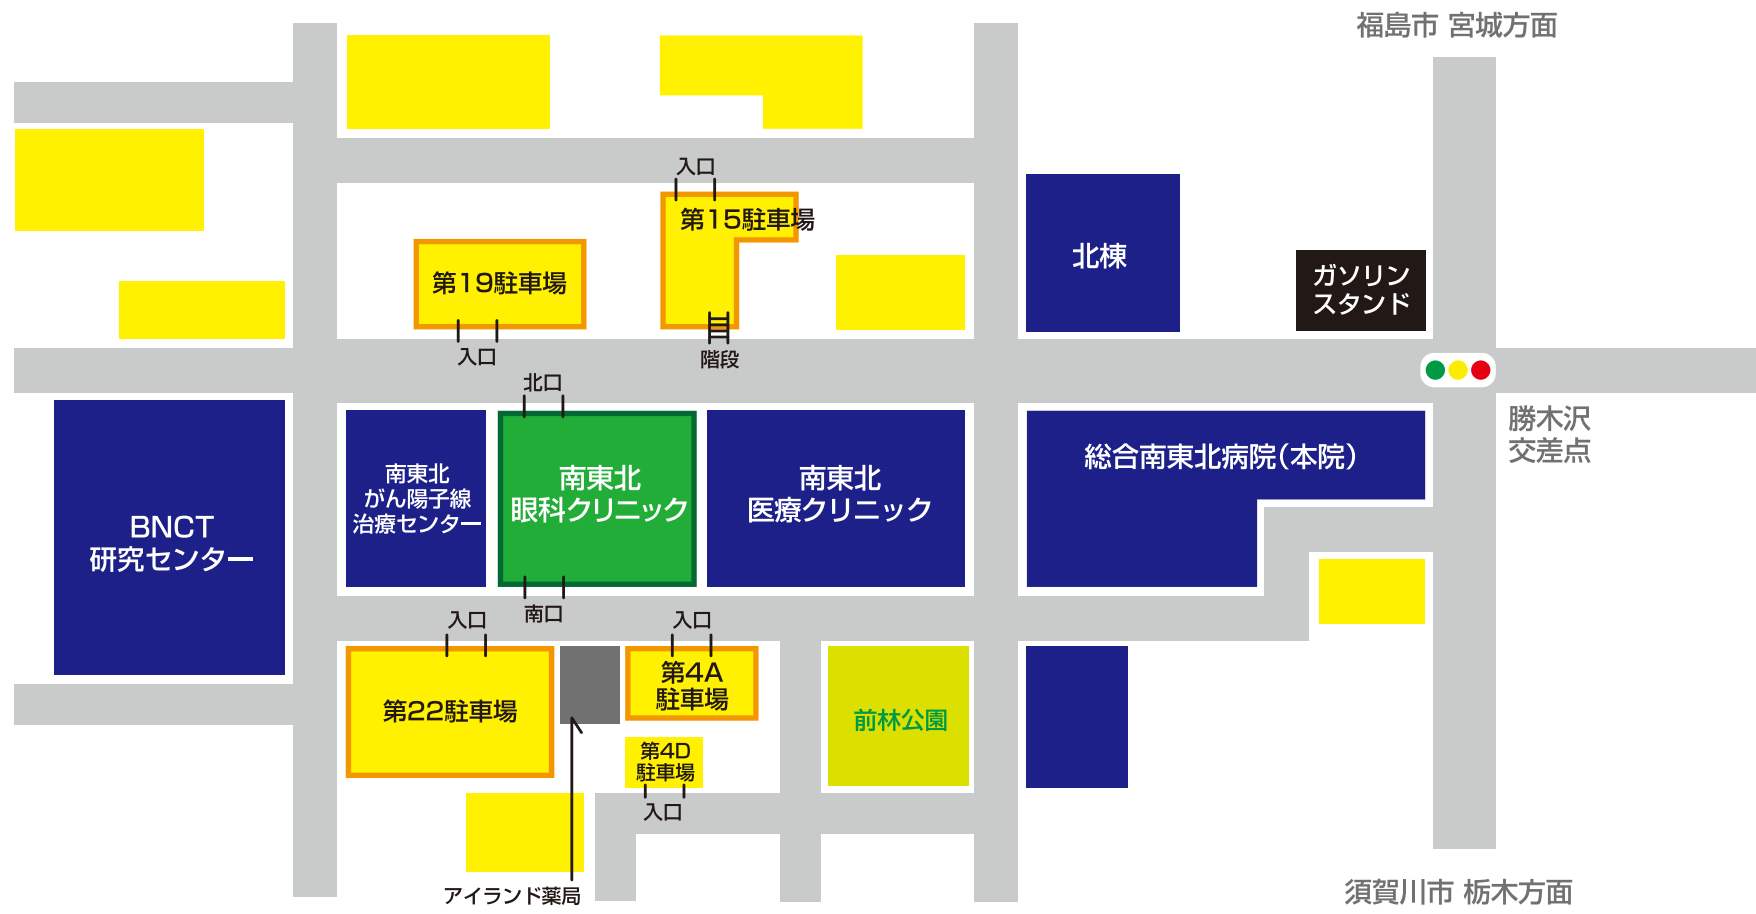 福島市 宮城方面
入口
第15駐車場
北棟
第19駐車場
ガソリン
スタンド
入口
階段
北口
勝木沢
交差点
総合南東北病院（本院）
南東北
がん陽子線
治療センター
南東北
眼科クリニック
南東北
医療クリニック
BNCT
研究センター
入口
南口
入口
第22駐車場
第4A
駐車場
前林公園
第4D
駐車場
入口
アイランド薬局
須賀川市 栃木方面